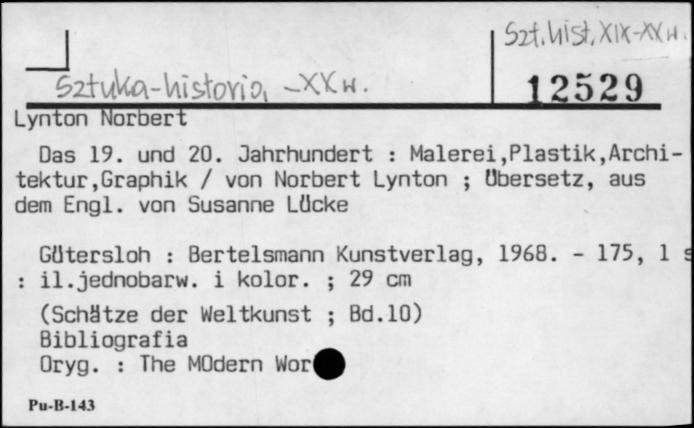 Szt. hist. XIX-XX w.
Sztuka-historia, -XX w.
12529
Lynton Norbert
Das 19. und 20. Jahrhundert : Malerei,Plastik,Archi-
tektur,Graphik / von Norbert Lynton ; Übersetz, aus
dem Engl. von Susanne Lücke
Gütersloh : Bertelsmann Kunstverlag, 1968. - 175, 1 s
: il.jednobarw. i kolor. ; 29 cm
(Schätze der Weltkunst ; Bd.10)
Bibliografia
Oryg. : The MOdern Wor
Pu-B-143